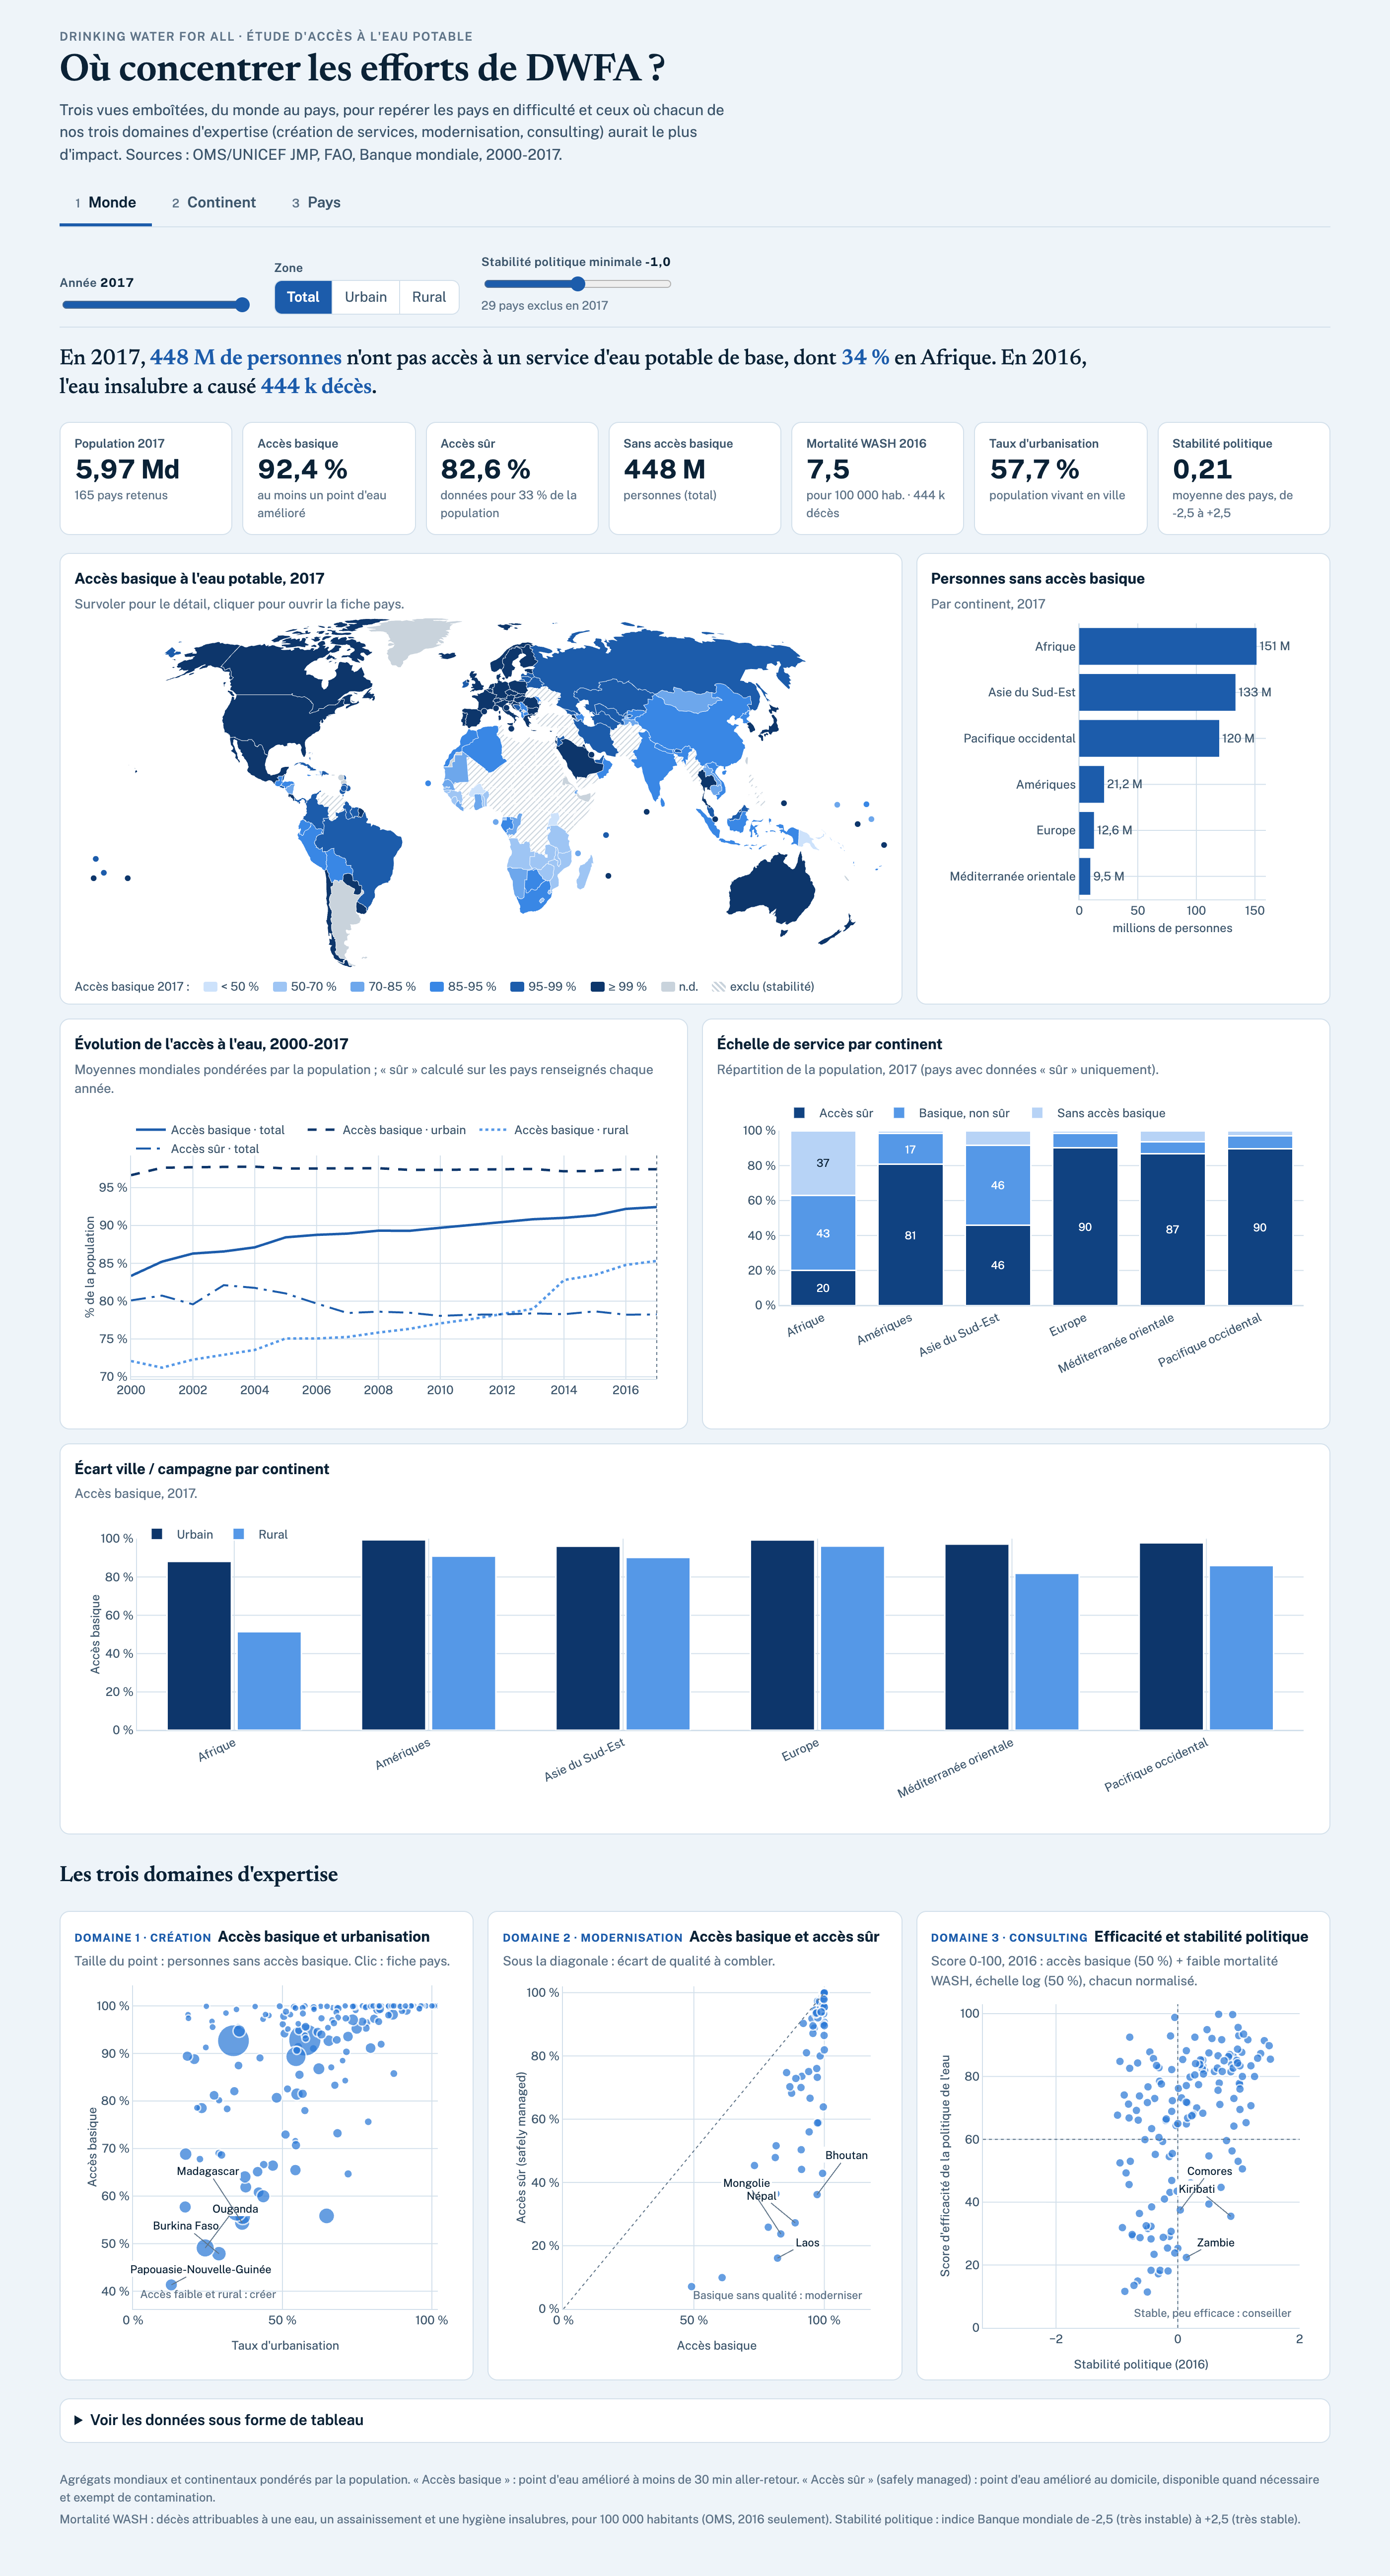 DRINKING WATER FOR ALL · ÉTUDE D'ACCÈS À L'EAU POTABLE
Où concentrer les efforts de DWFA ?
Trois vues emboîtées, du monde au pays, pour repérer les pays en difficulté et ceux où chacun de
nos trois domaines d'expertise (création de services, modernisation, consulting) aurait le plus
d'impact. Sources : OMS/UNICEF JMP, FAO, Banque mondiale, 2000-2017.
1 Monde 2 Continent 3 Pays
Année 2017
Zone
Total Urbain Rural
Stabilité politique minimale -1,0
29 pays exclus en 2017
En 2017, 448 M de personnes n'ont pas accès à un service d'eau potable de base, dont 34 % en Afrique. En 2016,
l'eau insalubre a causé 444 k décès.
Population 2017
5,97 Md
165 pays retenus
Accès basique
92,4 %
au moins un point d'eau
amélioré
Accès sûr
82,6 %
données pour 33 % de la
population
Sans accès basique
448 M
personnes (total)
Mortalité WASH 2016
7,5
pour 100 000 hab. · 444 k
décès
Taux d'urbanisation
57,7 %
population vivant en ville
Stabilité politique
0,21
moyenne des pays, de
-2,5 à +2,5
Accès basique à l'eau potable, 2017
Survoler pour le détail, cliquer pour ouvrir la fiche pays.
Accès basique 2017 : < 50 % 50-70 % 70-85 % 85-95 % 95-99 % ≥ 99 % n.d. exclu (stabilité)
Personnes sans accès basique
Par continent, 2017
Afrique 151 M
Asie du Sud-Est 133 M
Pacifique occidental 120 M
Amériques 21,2 M
Europe 12,6 M
Méditerranée orientale 9,5 M
0 50 100 150
millions de personnes
Évolution de l'accès à l'eau, 2000-2017
Moyennes mondiales pondérées par la population ; « sûr » calculé sur les pays renseignés chaque
année.
Accès basique · total Accès basique · urbain Accès basique · rural
Accès sûr · total
95 %
90 %
85 %
80 %
75 %
70 %
% de la population
2000 2002 2004 2006 2008 2010 2012 2014 2016
Échelle de service par continent
Répartition de la population, 2017 (pays avec données « sûr » uniquement).
Accès sûr Basique, non sûr Sans accès basique
100 %
80 %
60 %
40 %
20 %
0 %
37
43
20
17
81
46
46
90
87
90
Afrique
Amériques
Asie du Sud-Est
Europe
Méditerranée orientale
Pacifique occidental
Écart ville / campagne par continent
Accès basique, 2017.
Urbain Rural
100 %
80 %
60 %
40 %
20 %
0 %
Accès basique
Afrique
Amériques
Asie du Sud-Est
Europe
Méditerranée orientale
Pacifique occidental
Les trois domaines d'expertise
DOMAINE 1 · CRÉATION Accès basique et urbanisation
Taille du point : personnes sans accès basique. Clic : fiche pays.
100 %
90 %
80 %
70 %
60 %
50 %
40 %
Accès basique
Madagascar
Ouganda
Burkina Faso
Papouasie-Nouvelle-Guinée
Accès faible et rural : créer
0 % 50 % 100 %
Taux d'urbanisation
DOMAINE 2 · MODERNISATION Accès basique et accès sûr
Sous la diagonale : écart de qualité à combler.
100 %
80 %
60 %
40 %
20 %
0 %
Accès sûr (safely managed)
Bhoutan
Mongolie
Népal
Laos
Basique sans qualité : moderniser
0 % 50 % 100 %
Accès basique
DOMAINE 3 · CONSULTING Efficacité et stabilité politique
Score 0-100, 2016 : accès basique (50 %) + faible mortalité
WASH, échelle log (50 %), chacun normalisé.
100
80
60
40
20
0
Score d'efficacité de la politique de l'eau
Comores
Kiribati
Zambie
Stable, peu efficace : conseiller
−2 0 2
Stabilité politique (2016)
▶ Voir les données sous forme de tableau
Agrégats mondiaux et continentaux pondérés par la population. « Accès basique » : point d'eau amélioré à moins de 30 min aller-retour. « Accès sûr » (safely managed) : point d'eau amélioré au domicile, disponible quand nécessaire
et exempt de contamination.
Mortalité WASH : décès attribuables à une eau, un assainissement et une hygiène insalubres, pour 100 000 habitants (OMS, 2016 seulement). Stabilité politique : indice Banque mondiale de -2,5 (très instable) à +2,5 (très stable).